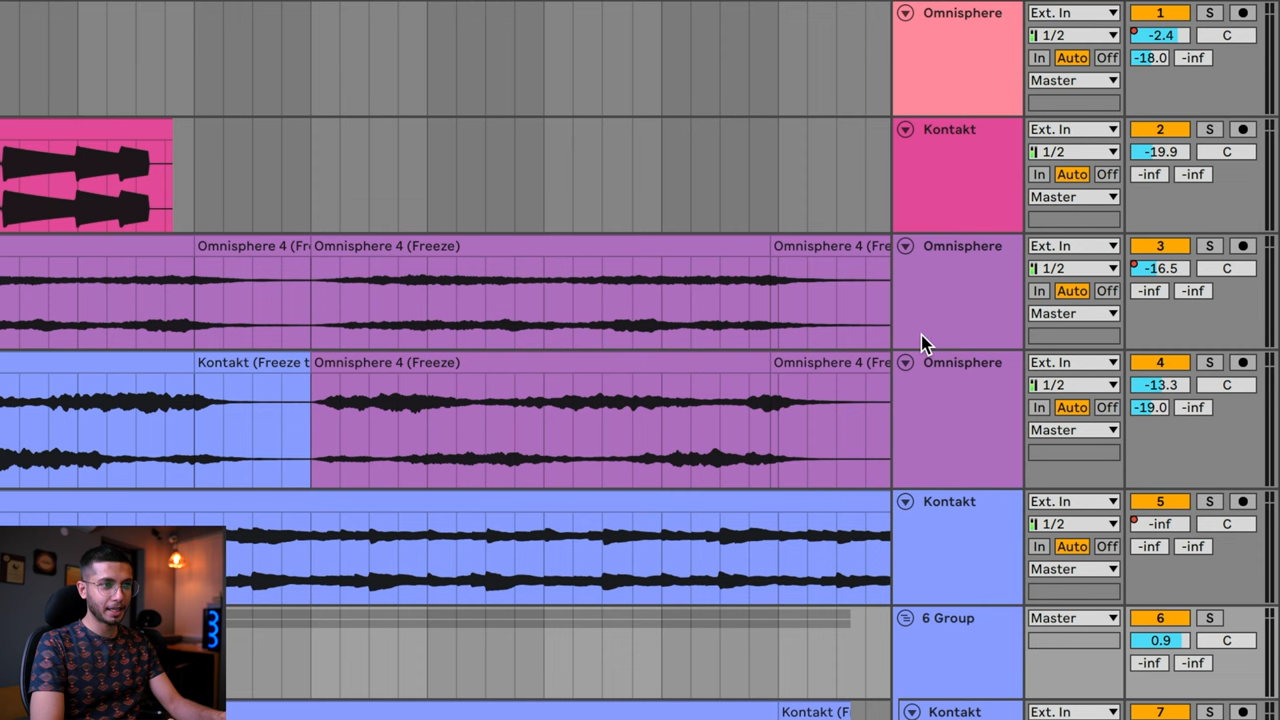 Omnisphere Ext. In 1 S
1/2 -2.4 C
In Auto Off -18.0 -inf
Master
Kontakt Ext. In 2 S
1/2 -19.9 C
In Auto Off -inf -inf
Master
Omnisphere 4 (Fr Omnisphere 4 (Freeze) Omnisphere 4 (Fre Omnisphere Ext. In 3 S
1/2 -16.5 C
In Auto Off -inf -inf
Master
Kontakt (Freeze t Omnisphere 4 (Freeze) Omnisphere 4 (Fre Omnisphere Ext. In 4 S
1/2 -13.3 C
In Auto Off -19.0 -inf
Master
Kontakt Ext. In 5 S
1/2 -inf C
In Auto Off -inf -inf
Master
6 Group Master 6 S
0.9 C
-inf -inf
Kontakt (F Kontakt Ext. In 7 S